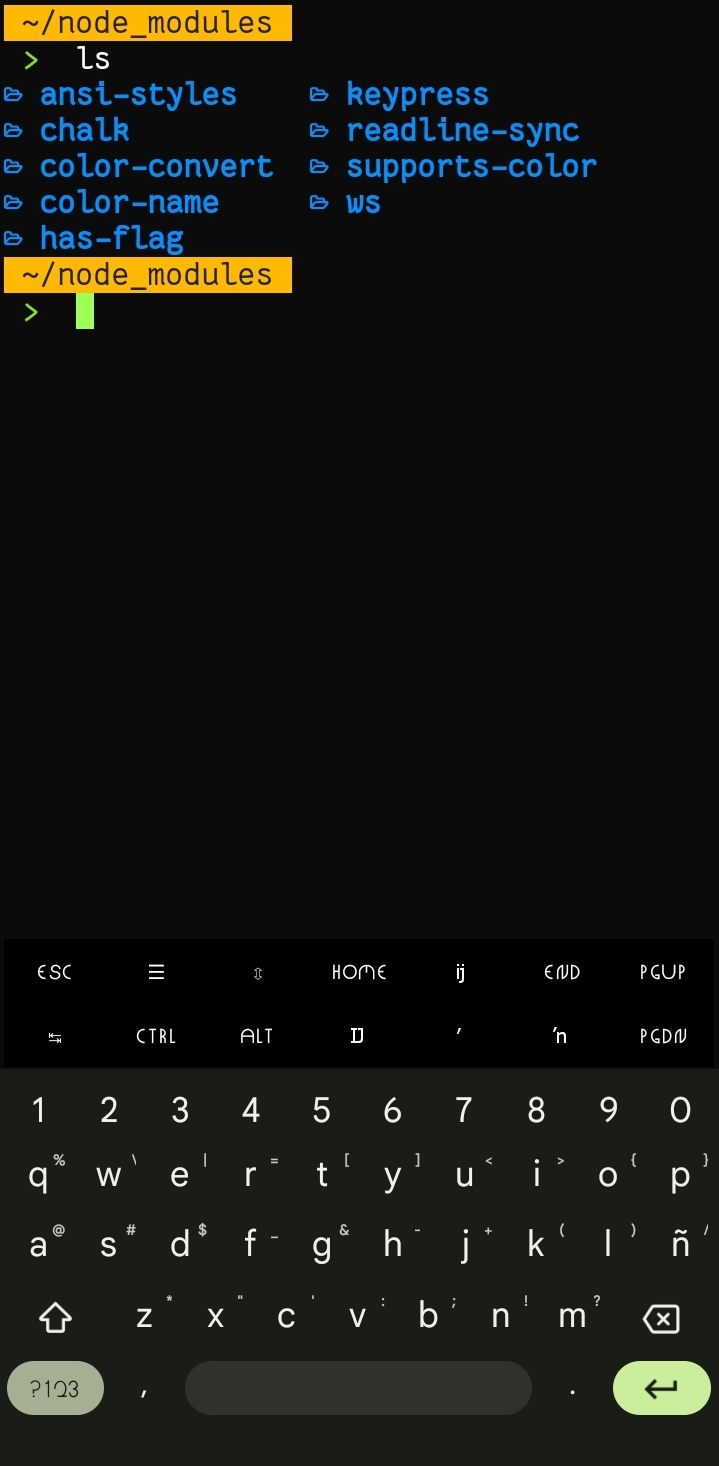 ~/node_modules
> ls
ansi-styles keypress
chalk readline-sync
color-convert supports-color
color-name ws
has-flag
~/node_modules
>
ESC ☰ ⇳ HOME ĳ END PGUP
↹ CTRL ALT Ĳ ′ ŉ PGDN
1 2 3 4 5 6 7 8 9 0
q % w \ e | r = t [ y ] u < i > o { p }
a @ s # d $ f _ g & h - j + k ( l ) ñ /
z * x " c ' v : b ; n ! m ?
?123 , .